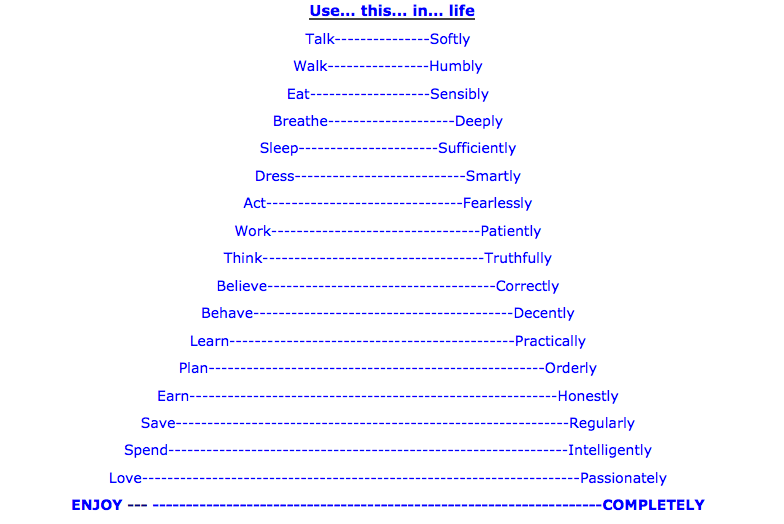 Use... this... in... life
Talk---------------Softly
Walk----------------Humbly
Eat-------------------Sensibly
Breathe--------------------Deeply
Sleep----------------------Sufficiently
Dress---------------------------Smartly
Act-------------------------------Fearlessly
Work---------------------------------Patiently
Think-----------------------------------Truthfully
Believe------------------------------------Correctly
Behave-----------------------------------------Decently
Learn---------------------------------------------Practically
Plan-----------------------------------------------------Orderly
Earn----------------------------------------------------------Honestly
Save--------------------------------------------------------------Regularly
Spend---------------------------------------------------------------Intelligently
Love---------------------------------------------------------------------Passionately
ENJOY --- --------------------------------------------------------------------COMPLETELY